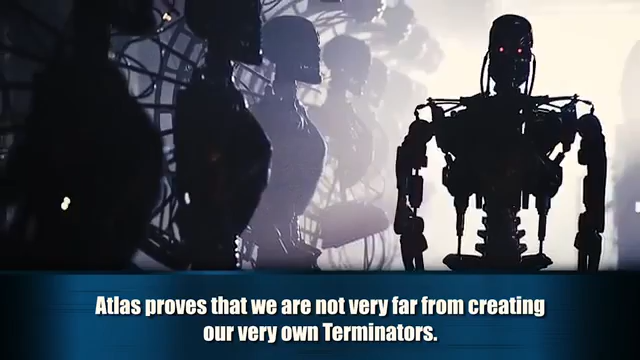 Atlas proves that we are not very far from creating
our very own Terminators.